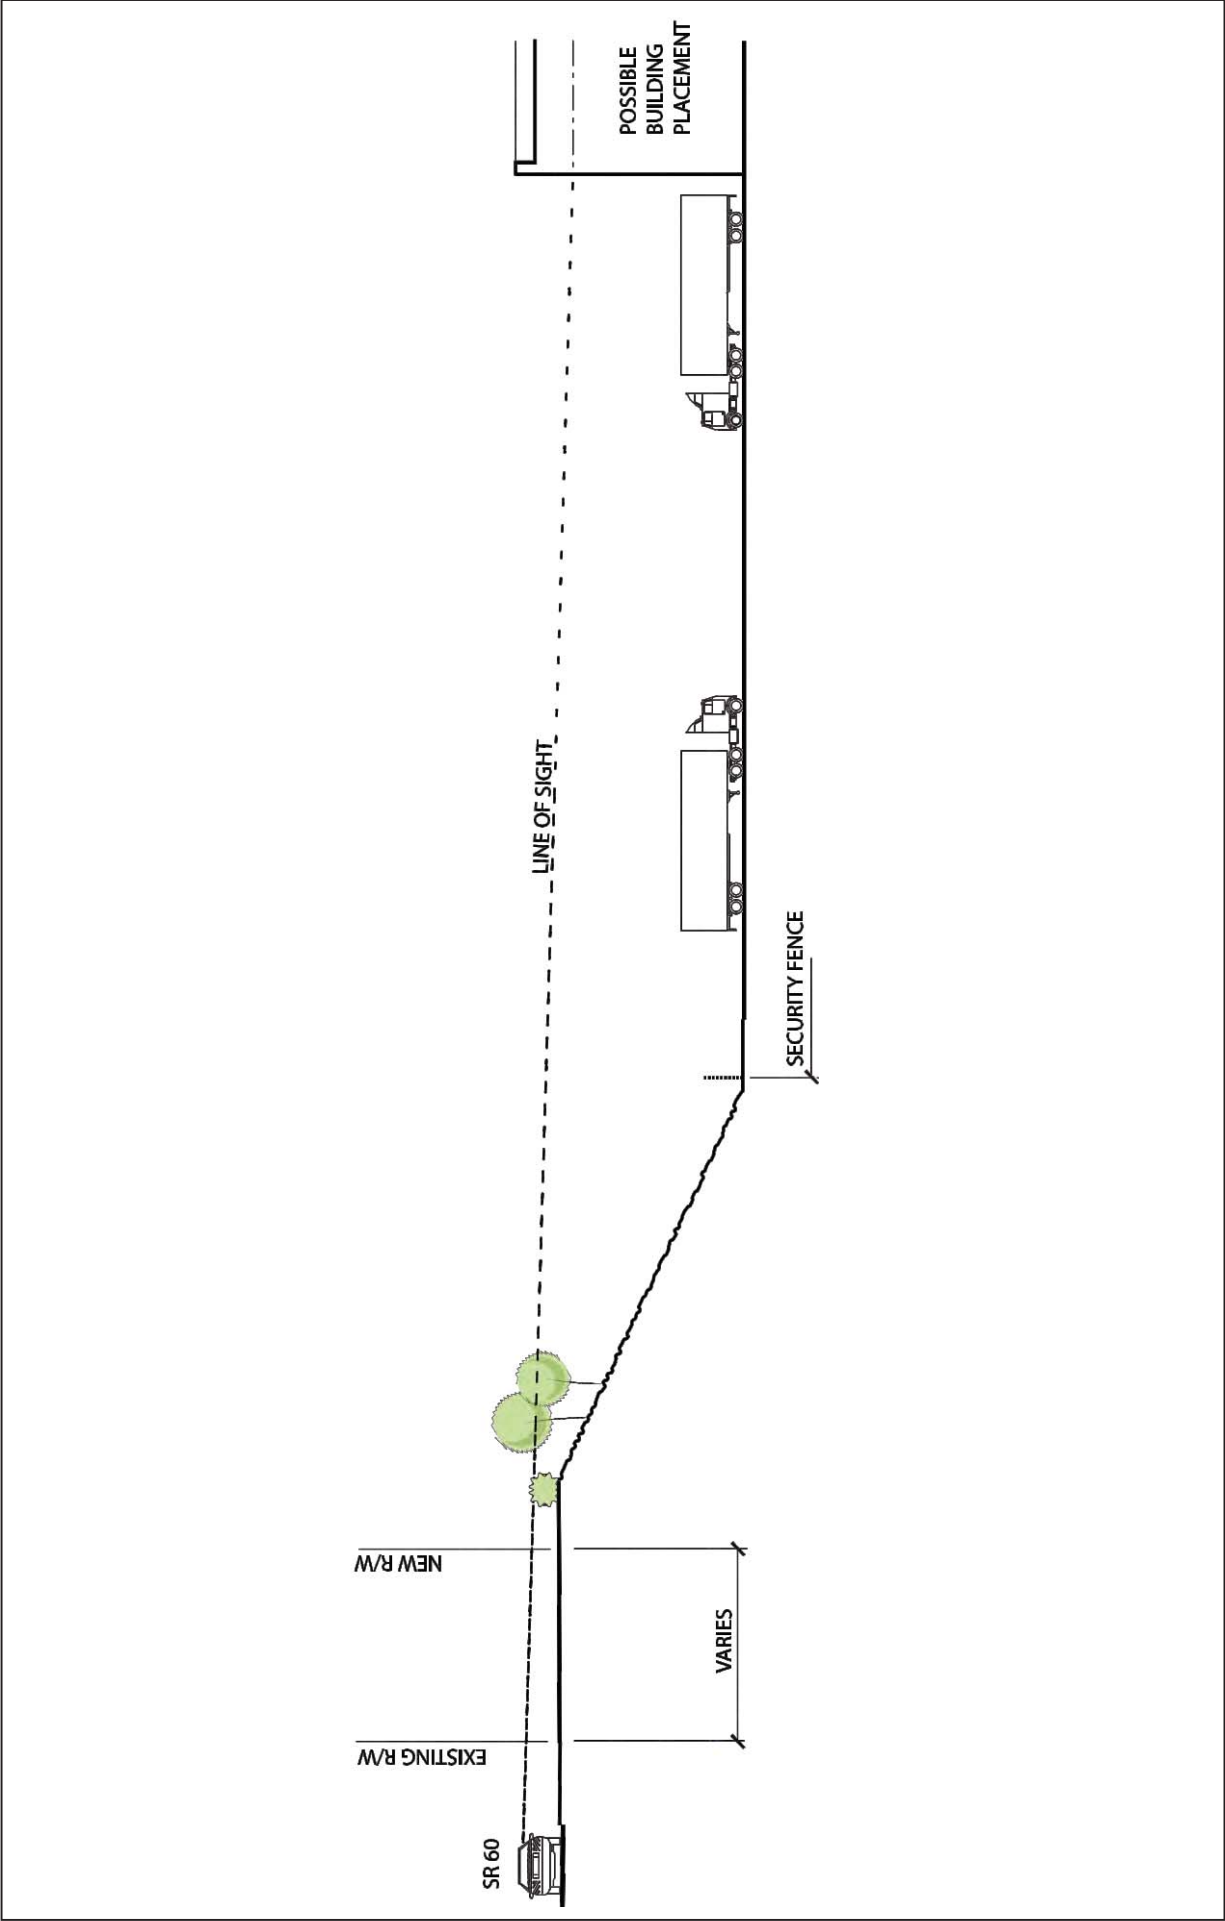 SR 60
EXISTING R/W
NEW R/W
VARIES
LINE OF SIGHT
SECURITY FENCE
POSSIBLE
BUILDING
PLACEMENT